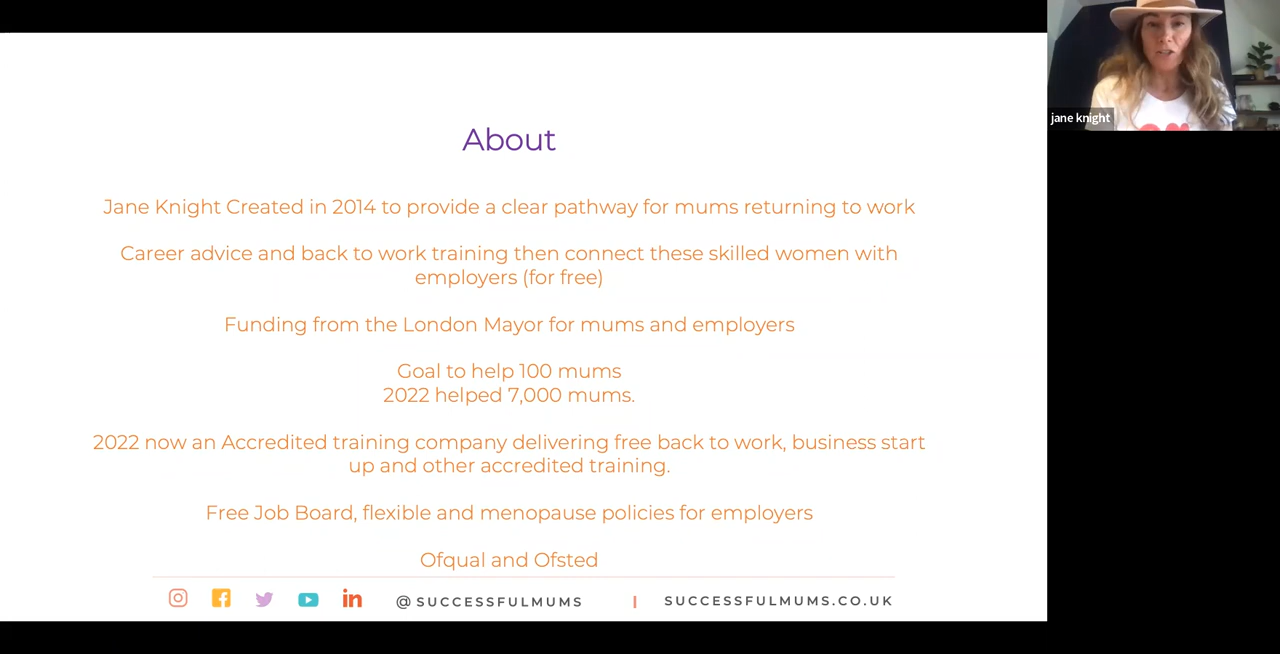 About
Jane Knight Created in 2014 to provide a clear pathway for mums returning to work
Career advice and back to work training then connect these skilled women with
employers (for free)
Funding from the London Mayor for mums and employers
Goal to help 100 mums
2022 helped 7,000 mums.
2022 now an Accredited training company delivering free back to work, business start
up and other accredited training.
Free Job Board, flexible and menopause policies for employers
Ofqual and Ofsted
in @SUCCESSFULMUMS | SUCCESSFULMUMS.CO.UK
jane knight